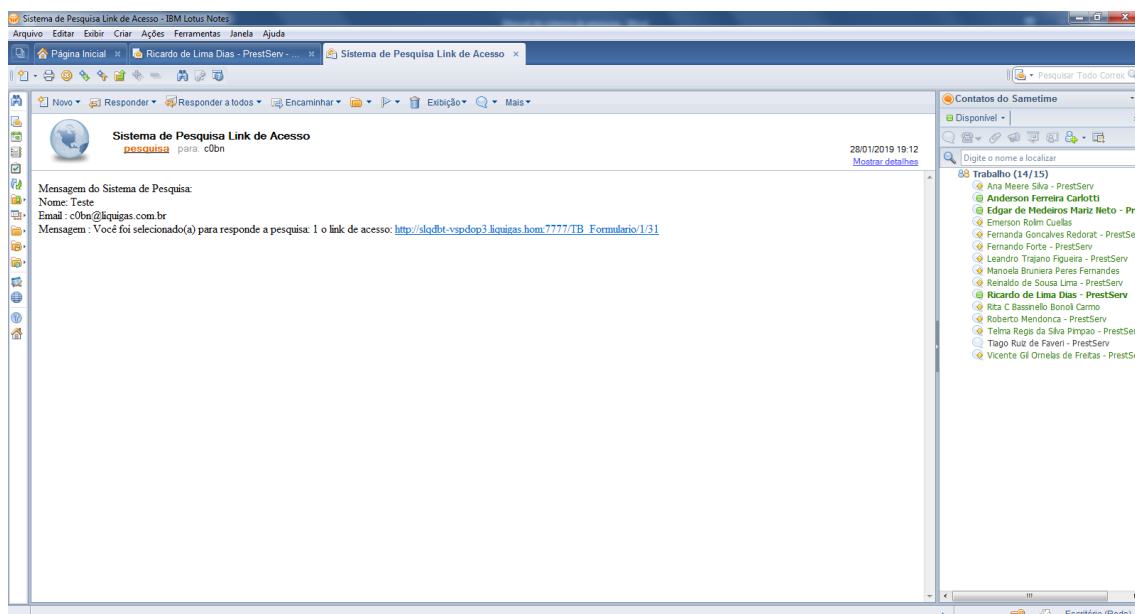 Sistema de Pesquisa Link de Acesso - IBM Lotus Notes
Arquivo Editar Exibir Criar Ações Ferramentas Janela Ajuda
Página Inicial
Ricardo de Lima Dias - PrestServ - ...
Sistema de Pesquisa Link de Acesso
Pesquisar Todo Correio
Novo Responder Responder a todos Encaminhar Exibição Mais
Sistema de Pesquisa Link de Acesso
pesquisa para: c0bn
28/01/2019 19:12
Mostrar detalhes
Mensagem do Sistema de Pesquisa:
Nome: Teste
Email : c0bn@liquigas.com.br
Mensagem : Você foi selecionado(a) para responde a pesquisa: 1 o link de acesso: http://slqdbt-vspdop3.liquigas.hom:7777/TB_Formulario/1/31
Contatos do Sametime
Disponível
Digite o nome a localizar
Trabalho (14/15)
Ana Meere Silva - PrestServ
Anderson Ferreira Carlotti
Edgar de Medeiros Mariz Neto - Pr
Emerson Rolim Cuellas
Fernanda Goncalves Redorat - PrestSe
Fernando Forte - PrestServ
Leandro Trajano Figueira - PrestServ
Manoela Bruniera Peres Fernandes
Reinaldo de Sousa Lima - PrestServ
Ricardo de Lima Dias - PrestServ
Rita C Bassinello Bonoli Carmo
Roberto Mendonca - PrestServ
Telma Regis da Silva Pimpao - PrestSe
Tiago Ruiz de Faveri - PrestServ
Vicente Gil Ornelas de Freitas - PrestS
Escritório (Rede)